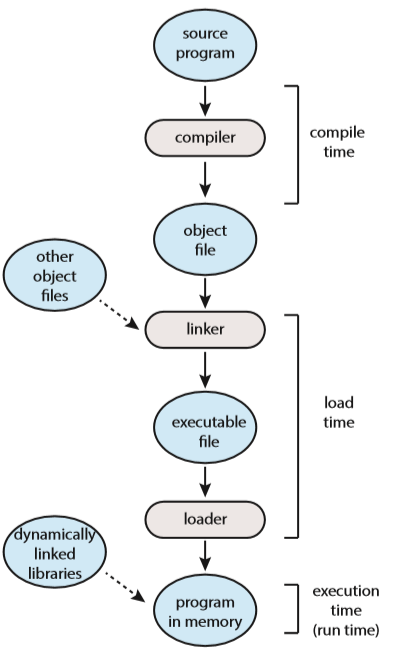 source
program
compiler
compile
time
object
file
other
object
files
linker
load
time
executable
file
loader
dynamically
linked
libraries
program
in memory
execution
time
(run time)